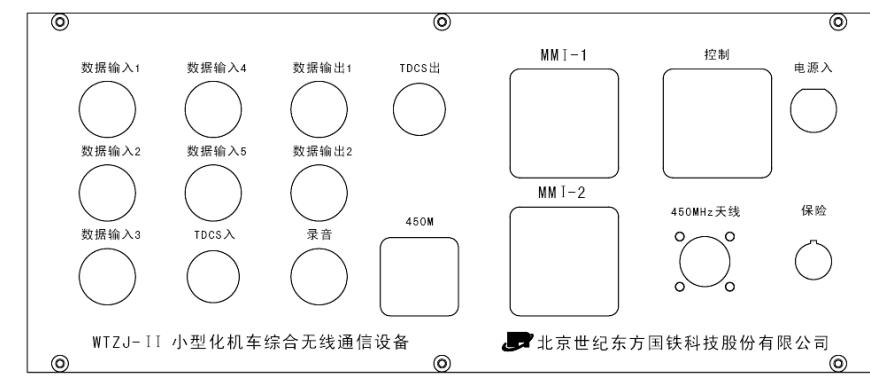 数据输入1
数据输入4
数据输出1
TDCS出
MMI-1
控制
电源入
数据输入2
数据输入5
数据输出2
MMI-2
450MHz天线
保险
数据输入3
TDCS入
录音
450M
WTZJ-II 小型化机车综合无线通信设备
北京世纪东方国铁科技股份有限公司